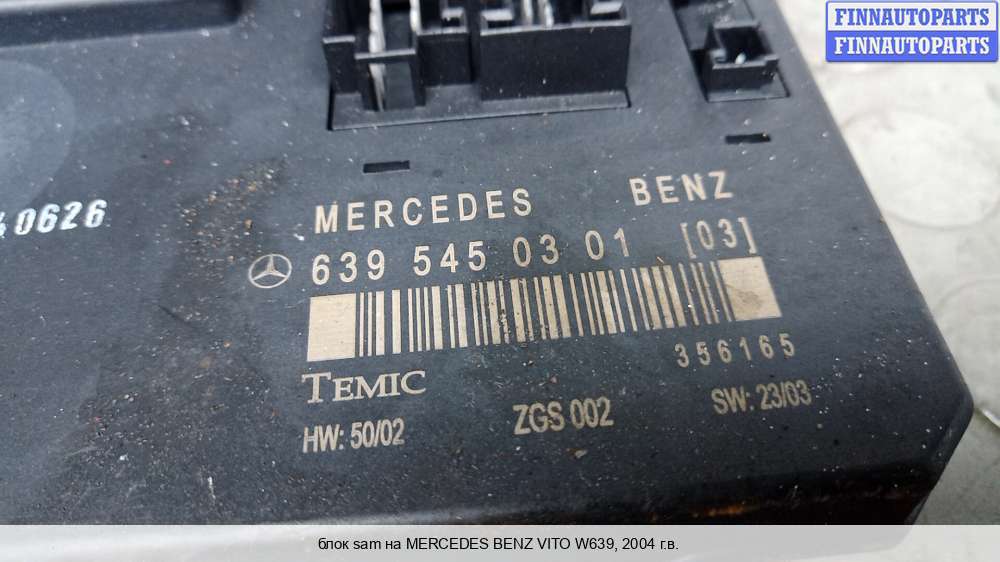 FINNAUTOPARTS
FINNAUTOPARTS
0626
MERCEDES BENZ
639 545 03 01 [03]
356165
TEMIC
HW: 50/02 ZGS 002 SW: 23/03
блок sam на MERCEDES BENZ VITO W639, 2004 г.в.